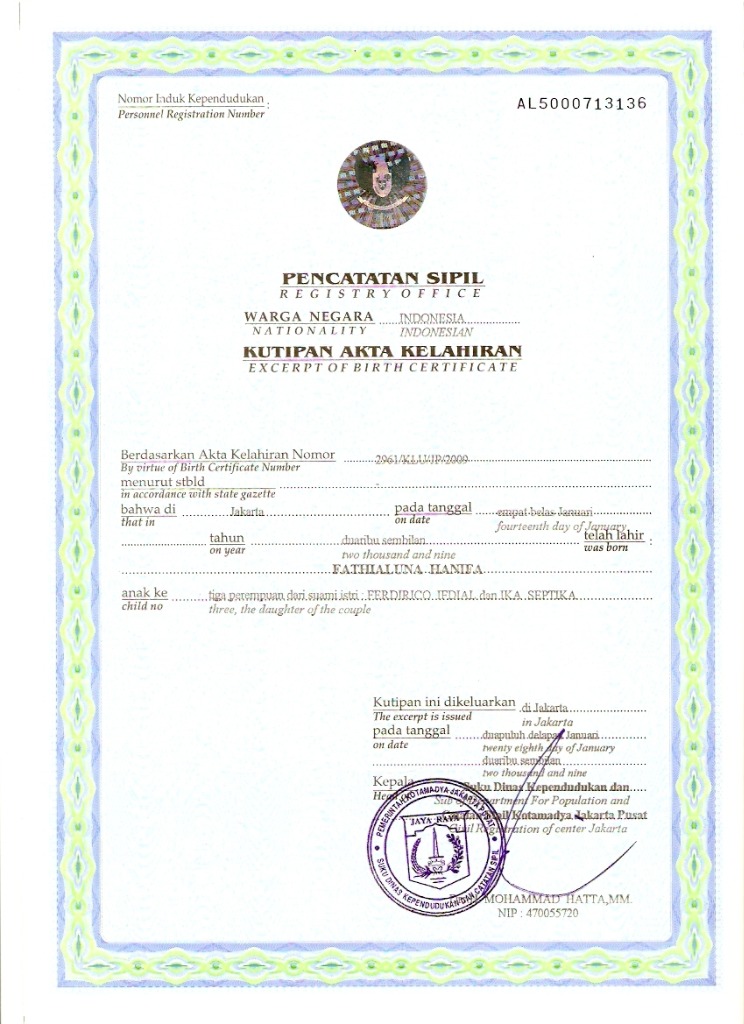 Nomor Induk Kependudukan :
Personnel Registration Number
AL5000713136
PENCATATAN SIPIL
REGISTRY OFFICE
WARGA NEGARA INDONESIA
NATIONALITY INDONESIAN
KUTIPAN AKTA KELAHIRAN
EXCERPT OF BIRTH CERTIFICATE
Berdasarkan Akta Kelahiran Nomor 2961/KLU/JP/2009
By virtue of Birth Certificate Number
menurut stbld -
in accordance with state gazette
bahwa di Jakarta pada tanggal empat belas Januari
that in on date fourteenth day of January
tahun duaribu sembilan telah lahir :
on year two thousand and nine was born
FATHIALUNA HANIFA
anak ke tiga perempuan dari suami istri : FERDIRICO JEDIAL dan IKA SEPTIKA
child no three, the daughter of the couple
Kutipan ini dikeluarkan di Jakarta
The excerpt is issued in Jakarta
pada tanggal duapuluh delapan Januari
on date twenty eighth day of January
duaribu sembilan
two thousand and nine
Kepala Suku Dinas Kependudukan dan
Head Sub Department For Population and
Catatan Sipil Kotamadya Jakarta Pusat
Civil Registration of center Jakarta
PEMERINTAH KOTAMADYA JAKARTA PUSAT
JAYA RAYA
SUKU DINAS KEPENDUDUKAN DAN CATATAN SIPIL
MOHAMMAD HATTA,MM.
NIP : 470055720